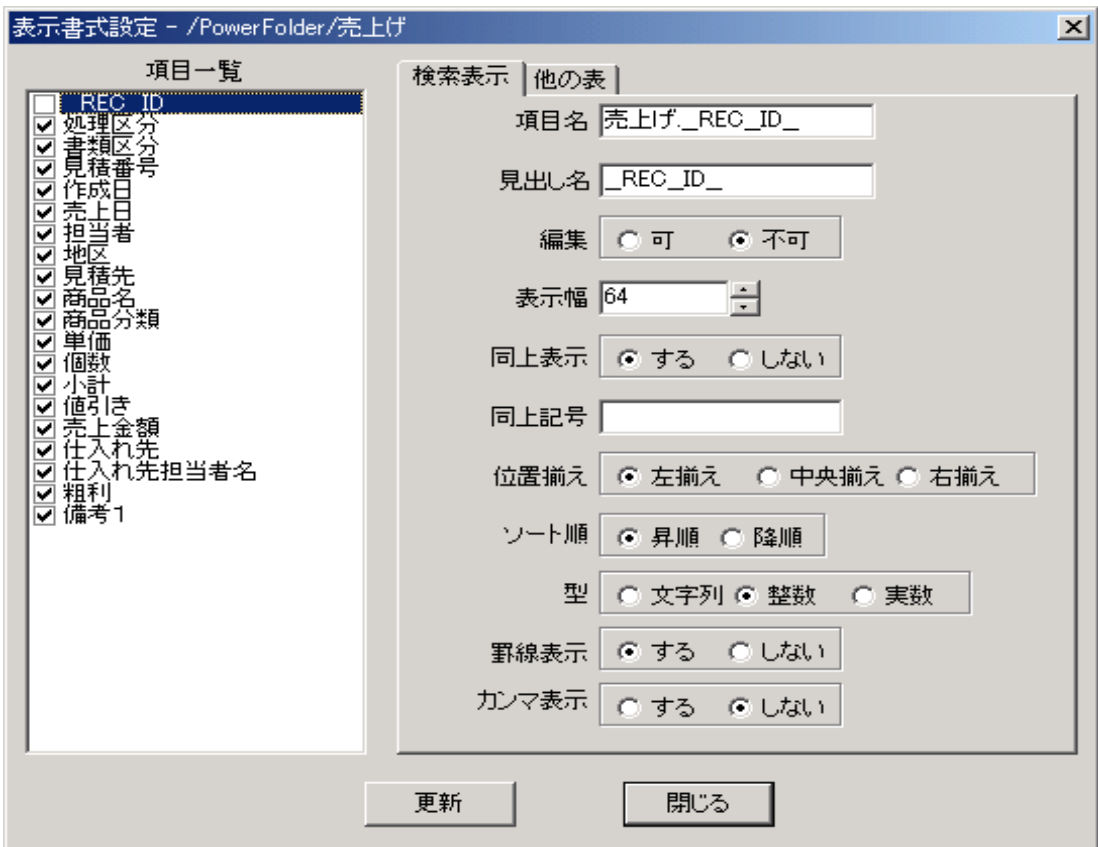 表示書式設定 - /PowerFolder/売上げ
項目一覧
_REC_ID_
処理区分
書類区分
見積番号
作成日
売上日
担当者
地区
見積先
商品名
商品分類
単価
個数
小計
値引き
売上金額
仕入れ先
仕入れ先担当者名
粗利
備考1
検索表示 他の表
項目名 売上げ._REC_ID_
見出し名 _REC_ID_
編集 可 不可
表示幅 64
同上表示 する しない
同上記号
位置揃え 左揃え 中央揃え 右揃え
ソート順 昇順 降順
型 文字列 整数 実数
罫線表示 する しない
カンマ表示 する しない
更新 閉じる